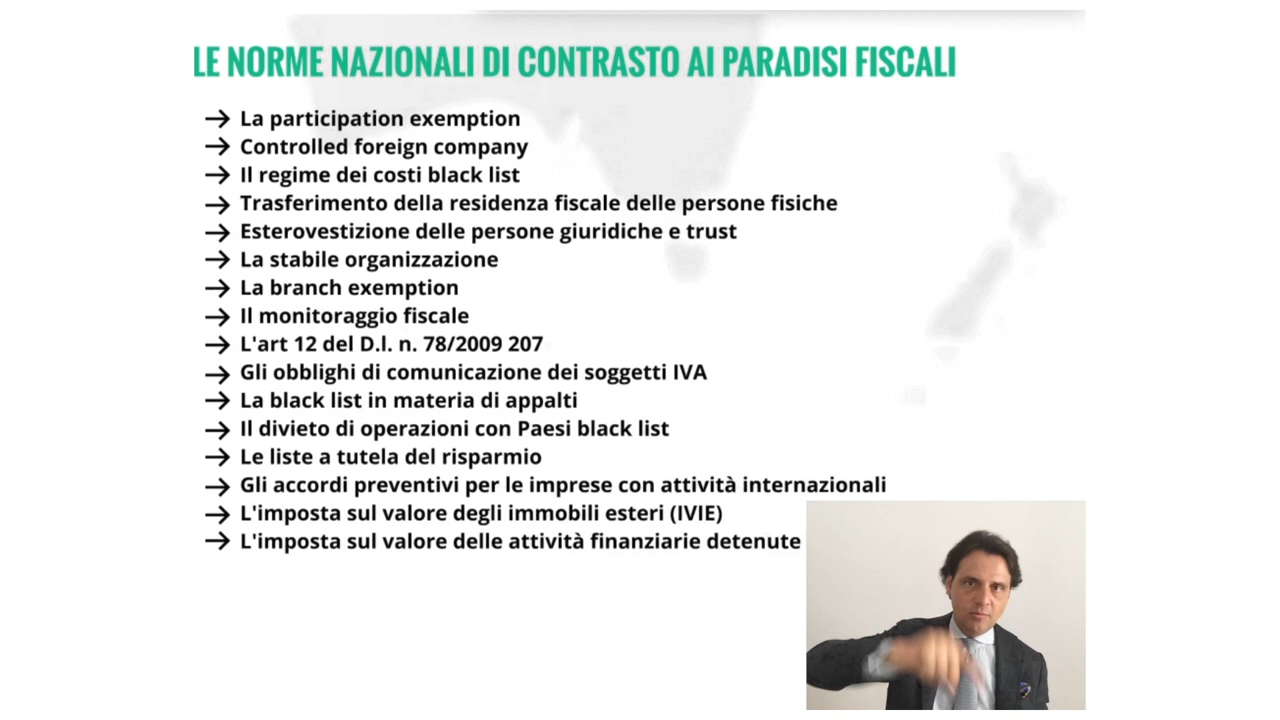 LE NORME NAZIONALI DI CONTRASTO AI PARADISI FISCALI
→ La participation exemption
→ Controlled foreign company
→ Il regime dei costi black list
→ Trasferimento della residenza fiscale delle persone fisiche
→ Esterovestizione delle persone giuridiche e trust
→ La stabile organizzazione
→ La branch exemption
→ Il monitoraggio fiscale
→ L'art 12 del D.l. n. 78/2009 207
→ Gli obblighi di comunicazione dei soggetti IVA
→ La black list in materia di appalti
→ Il divieto di operazioni con Paesi black list
→ Le liste a tutela del risparmio
→ Gli accordi preventivi per le imprese con attività internazionali
→ L'imposta sul valore degli immobili esteri (IVIE)
→ L'imposta sul valore delle attività finanziarie detenute